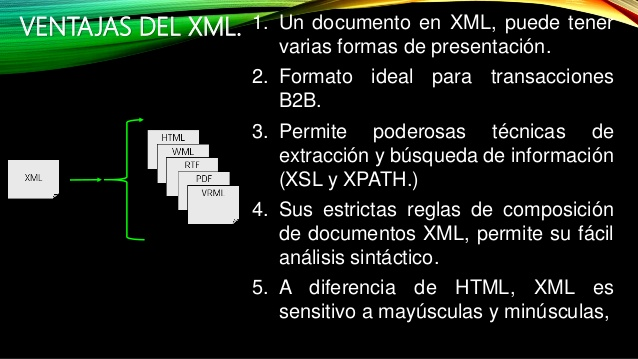 VENTAJAS DEL XML.
1. Un documento en XML, puede tener
varias formas de presentación.
2. Formato ideal para transacciones
B2B.
3. Permite poderosas técnicas de
extracción y búsqueda de información
(XSL y XPATH.)
4. Sus estrictas reglas de composición
de documentos XML, permite su fácil
análisis sintáctico.
5. A diferencia de HTML, XML es
sensitivo a mayúsculas y minúsculas,
XML
HTML
WML
RTF
PDF
VRML